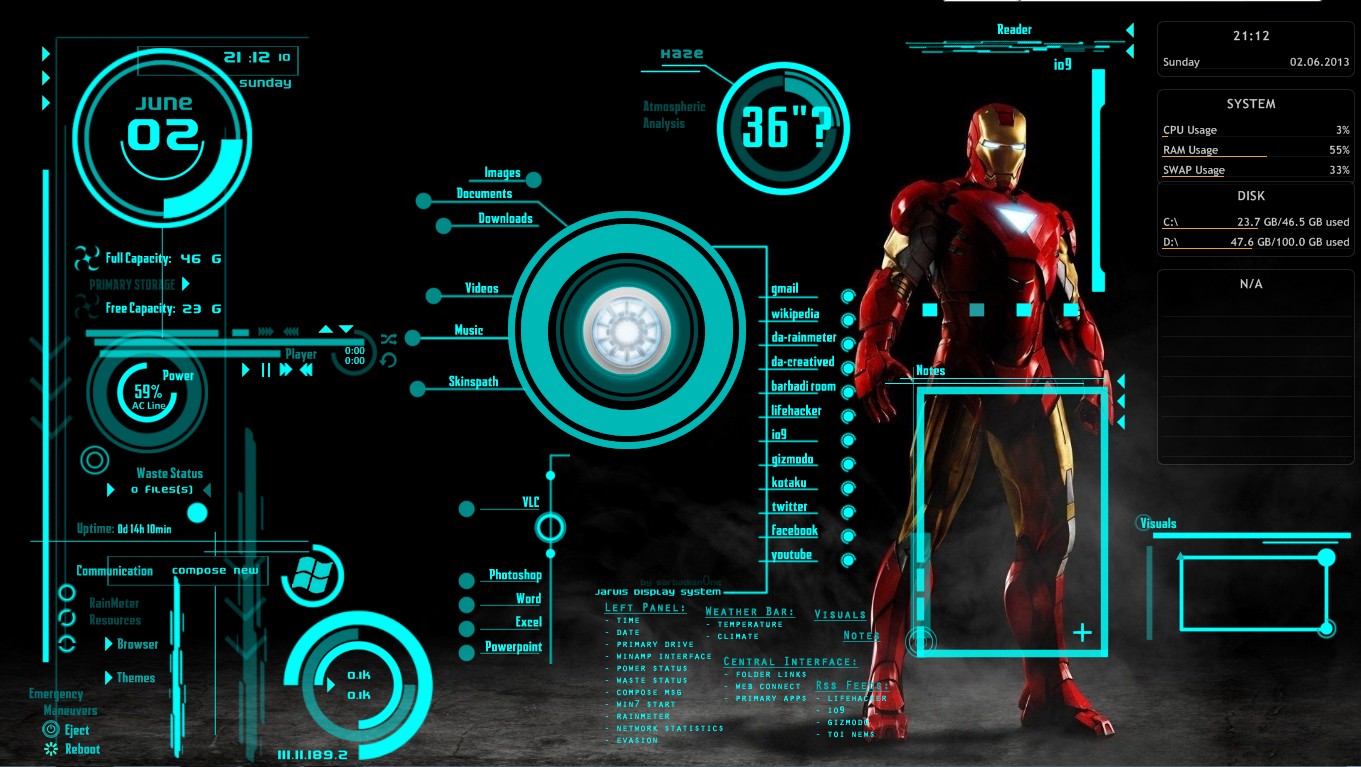 21 :12 10
sunday
June
02
Full Capacity: 46 G
PRIMARY STORAGE
Free Capacity: 23 G
Player
0:00
0:00
Power
59%
AC Line
Waste Status
0 Files(s)
Uptime: 0d 14h 10min
Communication
compose new
RainMeter
Resources
Browser
Themes
Emergency
Maneuvers
Eject
Reboot
0.1k
0.1k
111.11.189.2
Haze
Atmospheric
Analysis
36"?
Images
Documents
Downloads
Videos
Music
Skinspath
VLC
Photoshop
Word
Excel
Powerpoint
gmail
wikipedia
da-rainmeter
da-creatived
barbadi room
lifehacker
io9
gizmodo
kotaku
twitter
facebook
youtube
Jarvis Display System
Left Panel:
- Time
- Date
- Primary Drive
- Winamp Interface
- Power Status
- Waste Status
- Compose Msg
- Win7 Start
- Rainmeter
- Network Statistics
- Evasion
Weather Bar:
- Temperature
- Climate
Central Interface:
- Folder Links
- Web Connect
- Primary Apps
Visuals
Notes
Rss Feeds:
- Lifehacker
- io9
- Gizmodo
- TOI News
Reader
io9
Notes
+
Visuals
21:12
Sunday 02.06.2013
SYSTEM
CPU Usage 3%
RAM Usage 55%
SWAP Usage 33%
DISK
C:\ 23.7 GB/46.5 GB used
D:\ 47.6 GB/100.0 GB used
N/A